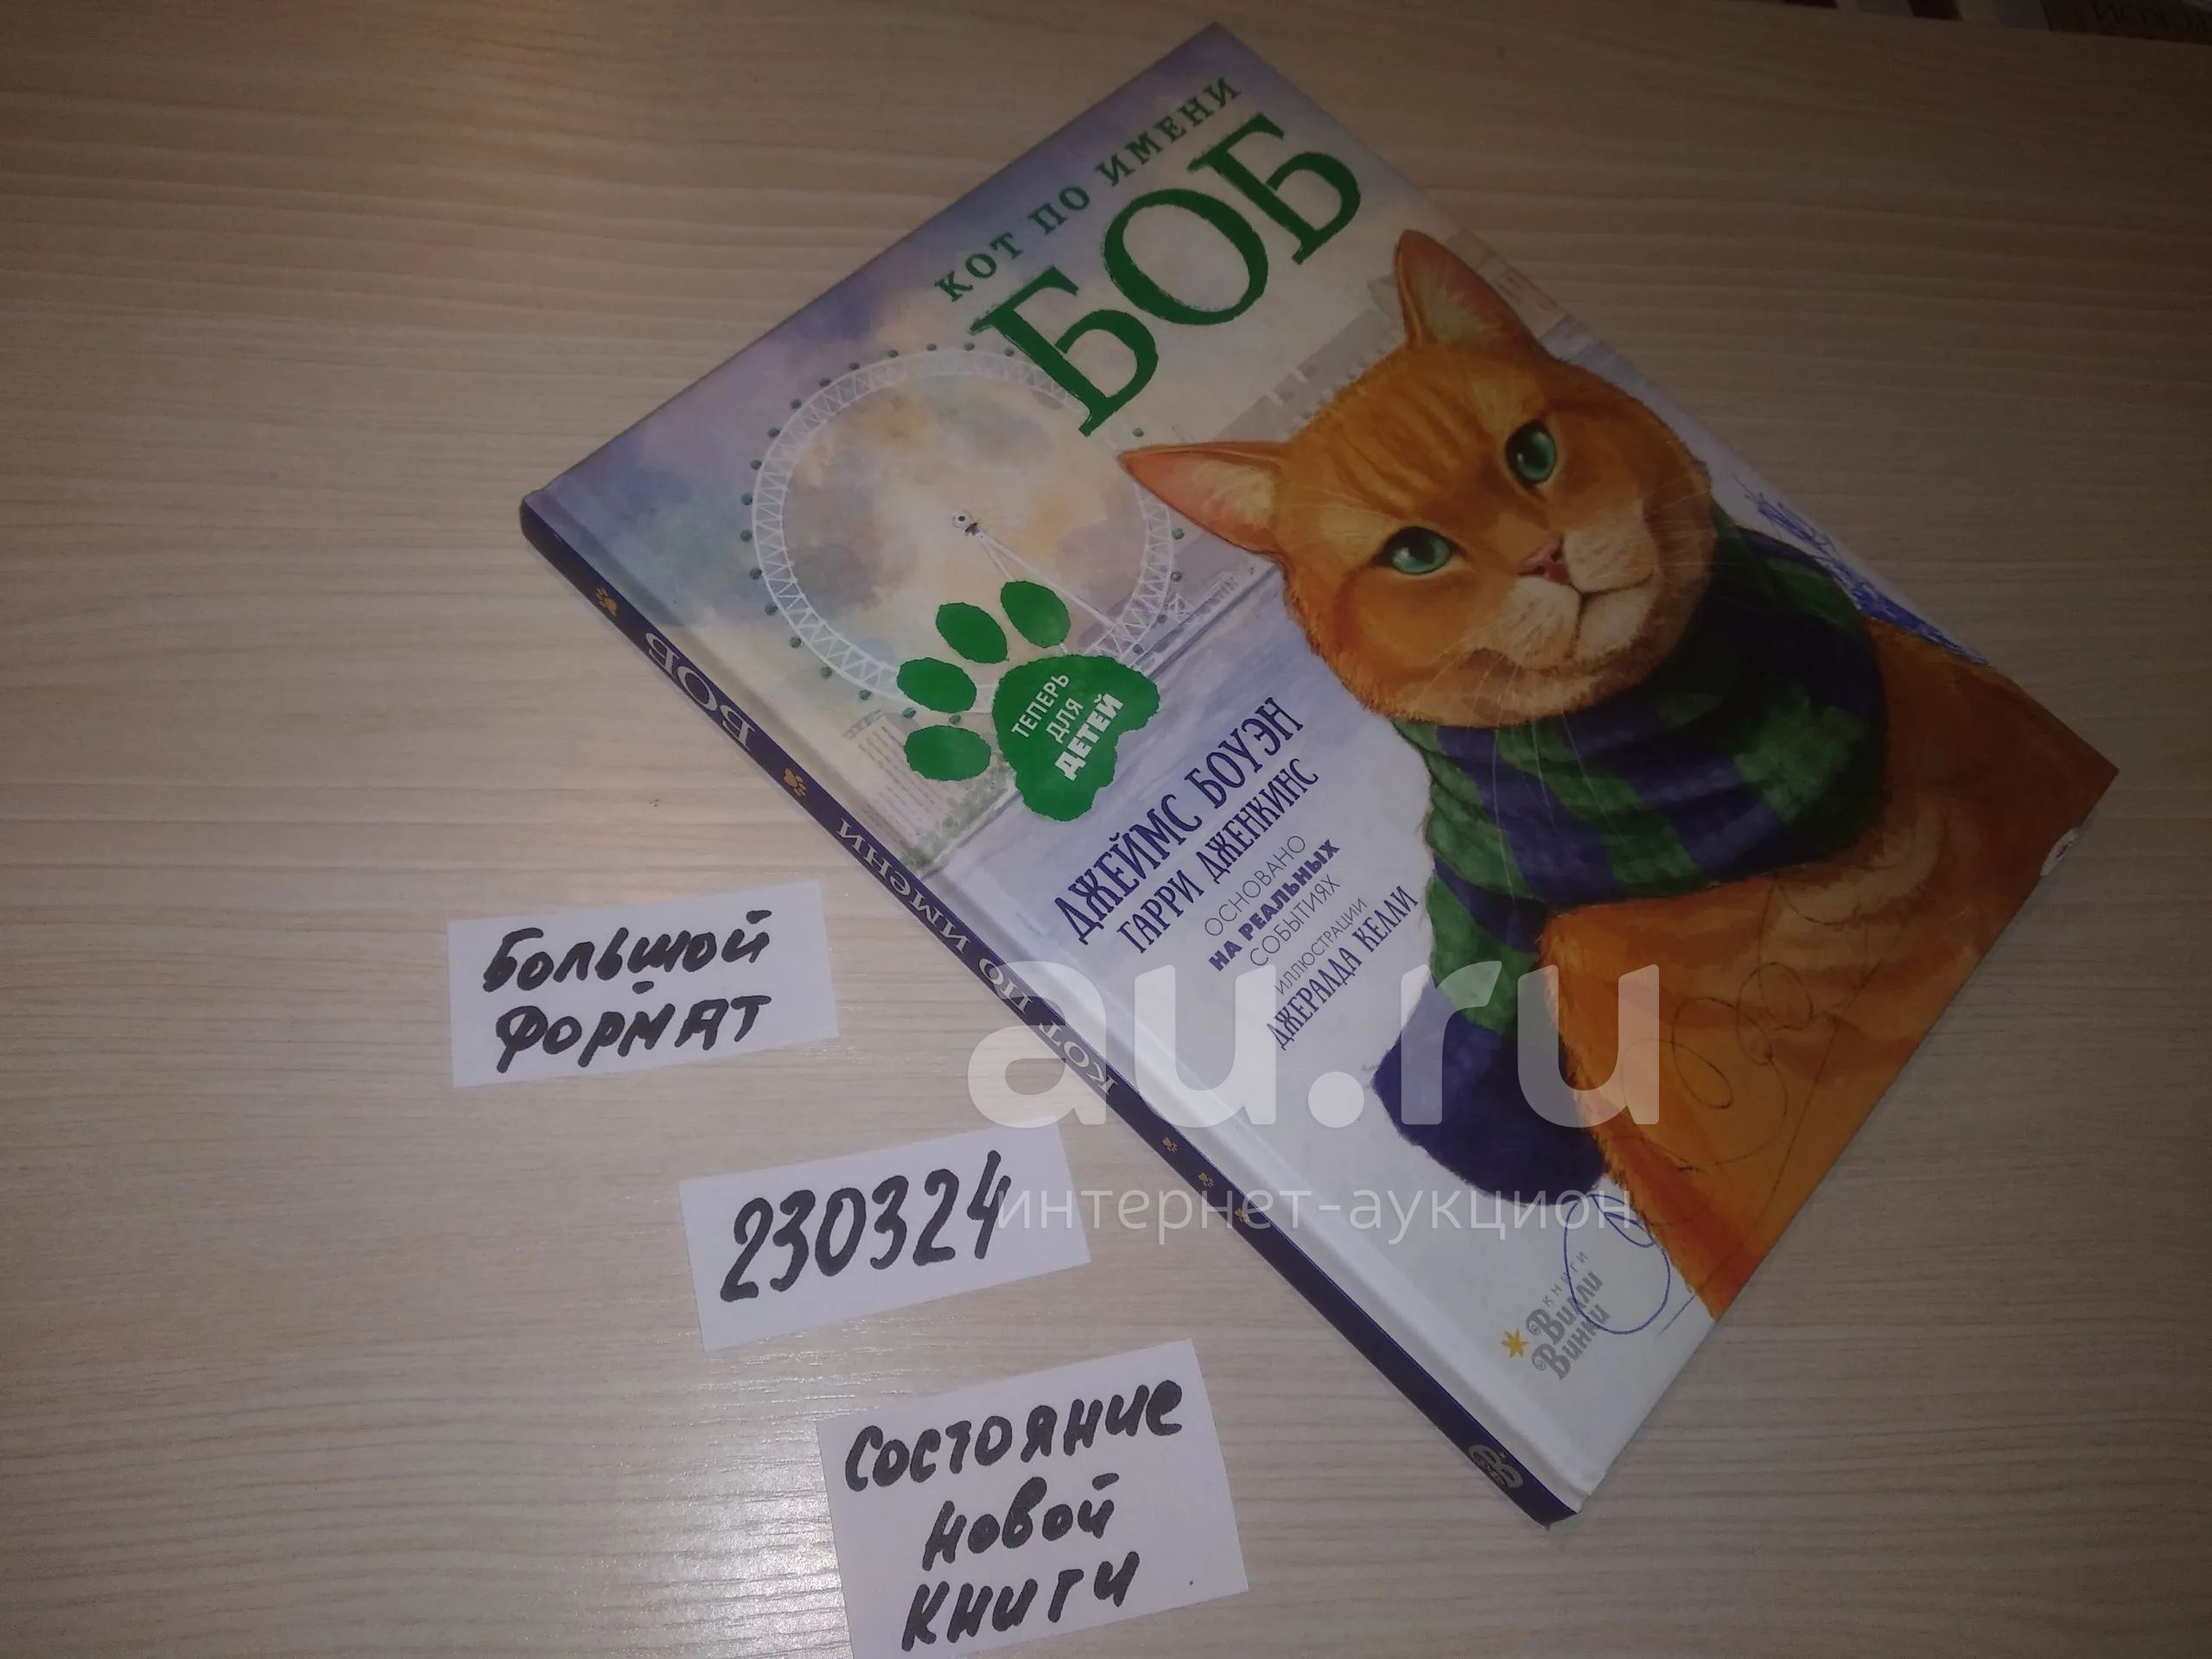 КОТ ПО ИМЕНИ
БОБ
ТЕПЕРЬ
ДЛЯ
ДЕТЕЙ
ДЖЕЙМС БОУЭН
ГАРРИ ДЖЕНКИНС
ОСНОВАНО
НА РЕАЛЬНЫХ
СОБЫТИЯХ
ИЛЛЮСТРАЦИИ
ДЖЕРАЛДА КЕЛЛИ
КНИГИ
Вилли
Винки
КОТ ПО ИМЕНИ БОБ
Большой
формат
230324
Состояние
новой
книги
au.ru
интернет-аукцион